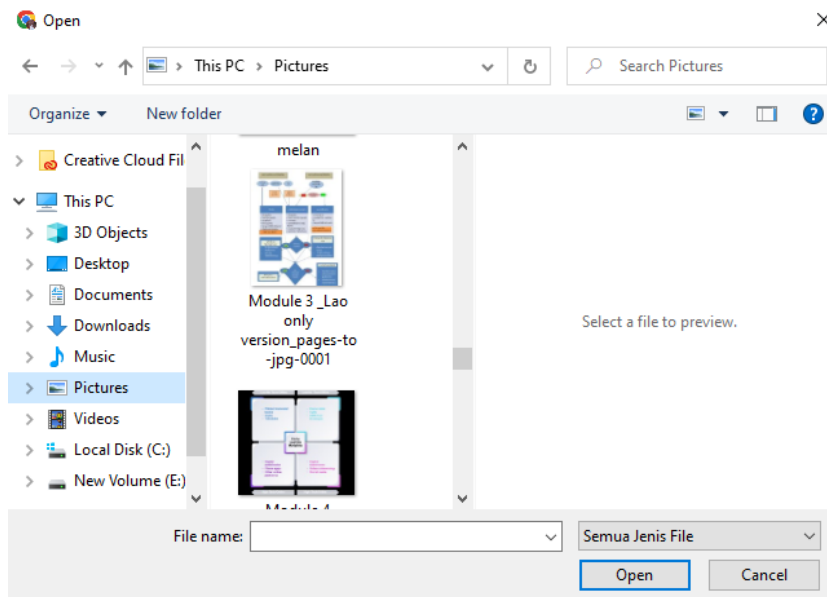 Open
This PC > Pictures
Search Pictures
Organize
New folder
Creative Cloud Fil
This PC
3D Objects
Desktop
Documents
Downloads
Music
Pictures
Videos
Local Disk (C:)
New Volume (E:)
melan
Module 3 _Lao
only
version_pages-to
-jpg-0001
Module 4
Select a file to preview.
File name:
Semua Jenis File
Open
Cancel